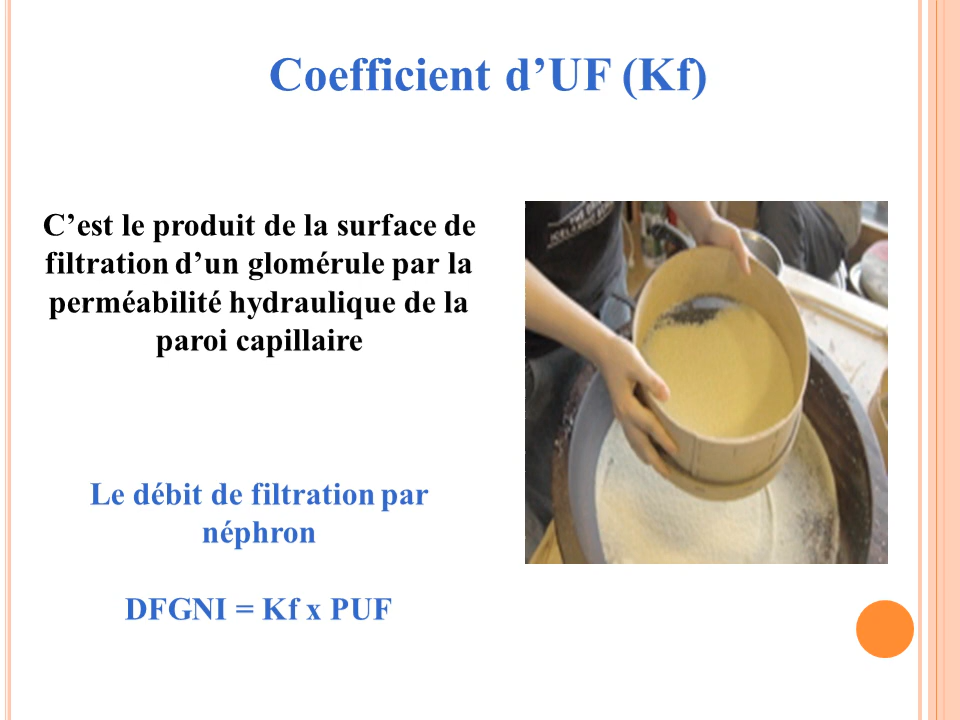 Coefficient d’UF (Kf)
C’est le produit de la surface de
filtration d’un glomérule par la
perméabilité hydraulique de la
paroi capillaire
Le débit de filtration par
néphron
DFGNI = Kf x PUF